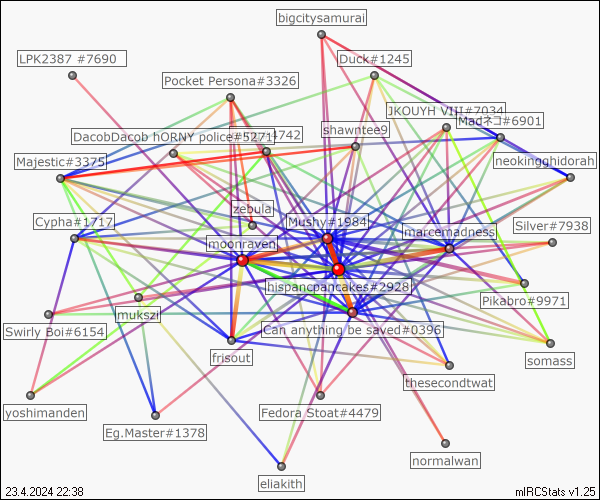 bigcitysamurai
LPK2387 #7690
Duck#1245
Pocket Persona#3326
JKOUYH VIII#7034
Madネコ#6901
shawntee9
DacobDacob hORNY police#5271
1742
Majestic#3375
neokingghidorah
zebula
Cypha#1717
Mushy#1984
marcemadness
Silver#7938
moonraven
hispancpancakes#2928
Pikabro#9971
mukszi
Swirly Boi#6154
Can anything be saved#0396
frisout
somass
thesecondtwat
yoshimanden
Fedora Stoat#4479
Eg.Master#1378
normalwan
eliakith
23.4.2024 22:38
mIRCStats v1.25